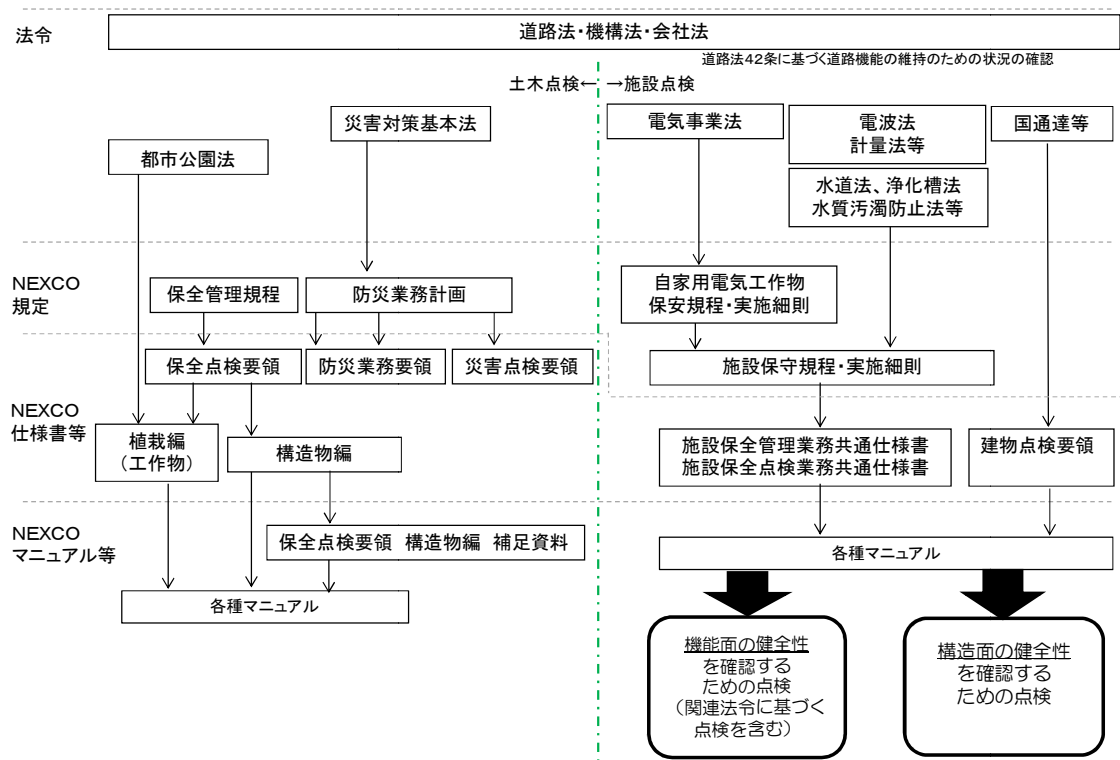 法令
道路法・機構法・会社法
道路法42条に基づく道路機能の維持のための状況の確認
土木点検← →施設点検
災害対策基本法
都市公園法
電気事業法
電波法
計量法等
国通達等
水道法、浄化槽法
水質汚濁防止法等
NEXCO
規定
保全管理規程
防災業務計画
自家用電気工作物
保安規程・実施細則
保全点検要領
防災業務要領
災害点検要領
施設保守規程・実施細則
NEXCO
仕様書等
植栽編
（工作物）
構造物編
施設保全管理業務共通仕様書
施設保全点検業務共通仕様書
建物点検要領
NEXCO
マニュアル等
保全点検要領 構造物編 補足資料
各種マニュアル
各種マニュアル
機能面の健全性
を確認する
ための点検
（関連法令に基づく
点検を含む）
構造面の健全性
を確認する
ための点検